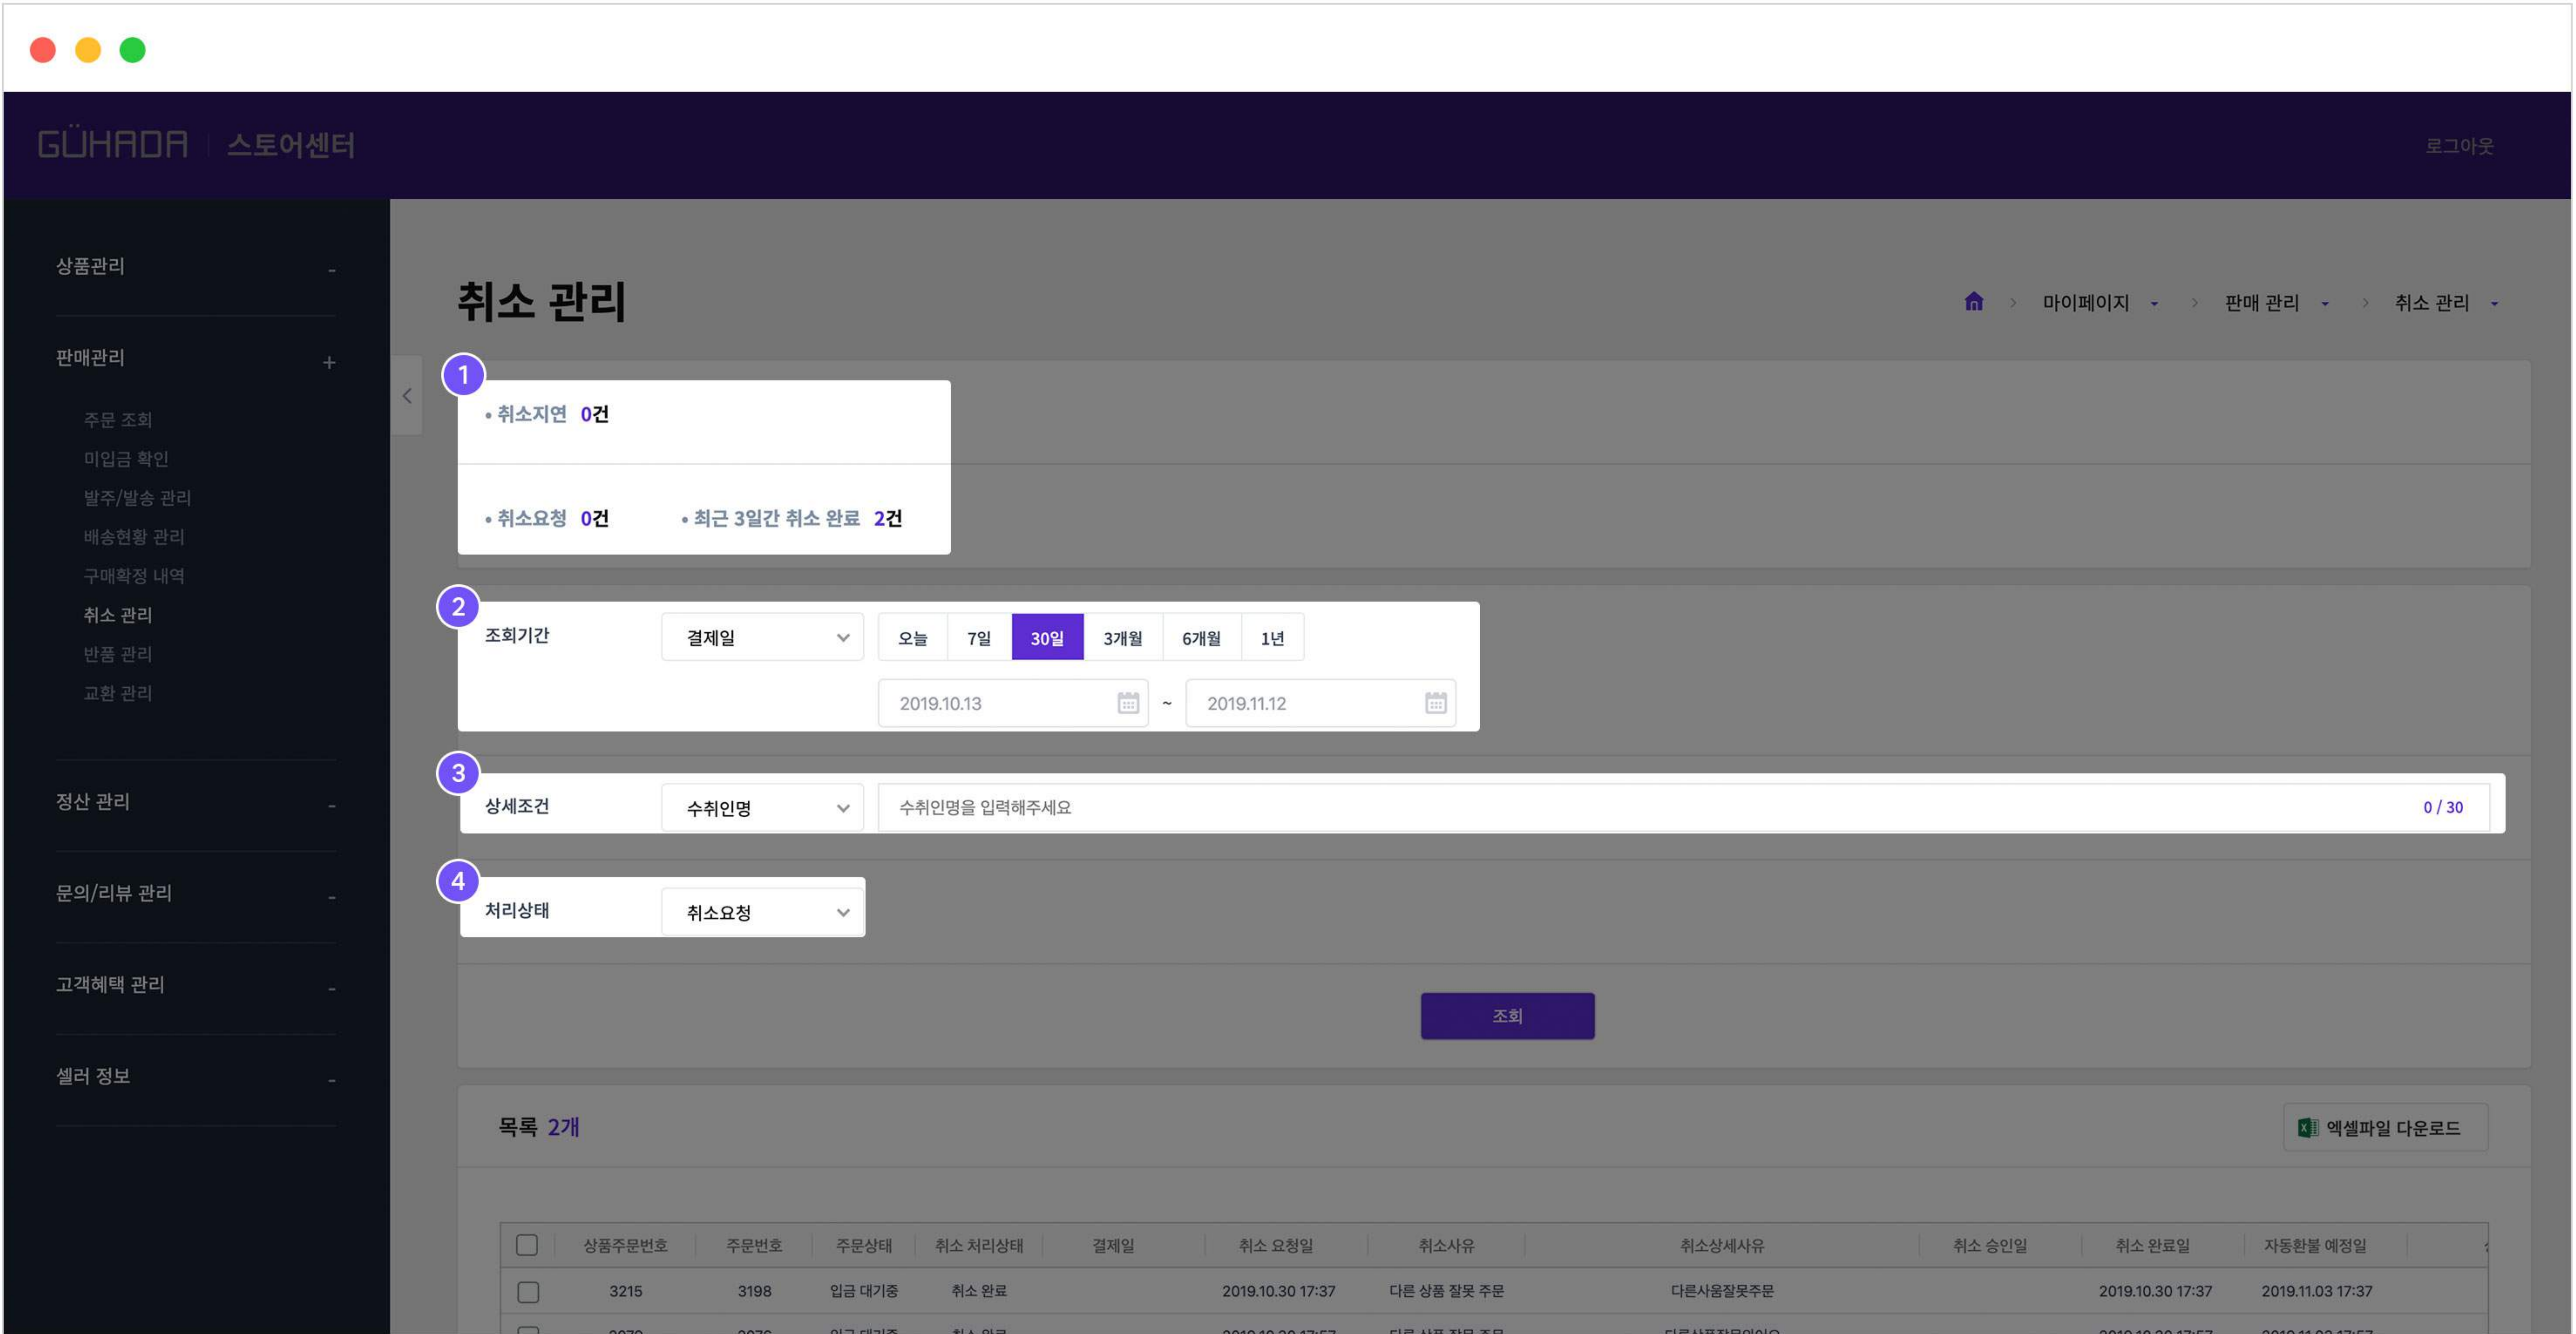 GÜHADA 스토어센터
로그아웃
상품관리 -
판매관리 +
주문 조회
미입금 확인
발주/발송 관리
배송현황 관리
구매확정 내역
취소 관리
반품 관리
교환 관리
정산 관리 -
문의/리뷰 관리 -
고객혜택 관리 -
셀러 정보 -
취소 관리
> 마이페이지 > 판매 관리 > 취소 관리
1
• 취소지연 0건
• 취소요청 0건 • 최근 3일간 취소 완료 2건
2
조회기간 결제일 오늘 7일 30일 3개월 6개월 1년
2019.10.13 ~ 2019.11.12
3
상세조건 수취인명 수취인명을 입력해주세요 0 / 30
4
처리상태 취소요청
조회
목록 2개 엑셀파일 다운로드
상품주문번호 주문번호 주문상태 취소 처리상태 결제일 취소 요청일 취소사유 취소상세사유 취소 승인일 취소 완료일 자동환불 예정일
3215 3198 입금 대기중 취소 완료 2019.10.30 17:37 다른 상품 잘못 주문 다른사움잘못주문 2019.10.30 17:37 2019.11.03 17:37